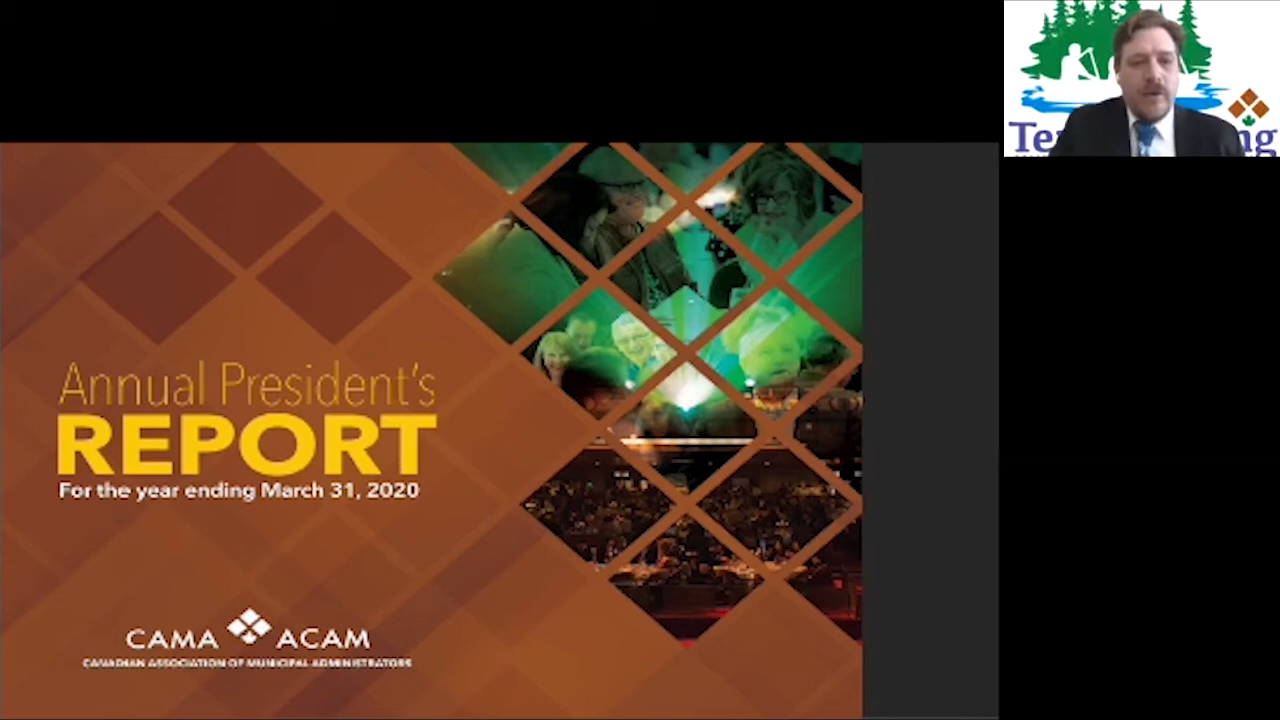 Annual President's
REPORT
For the year ending March 31, 2020
CAMA ACAM
CANADIAN ASSOCIATION OF MUNICIPAL ADMINISTRATORS